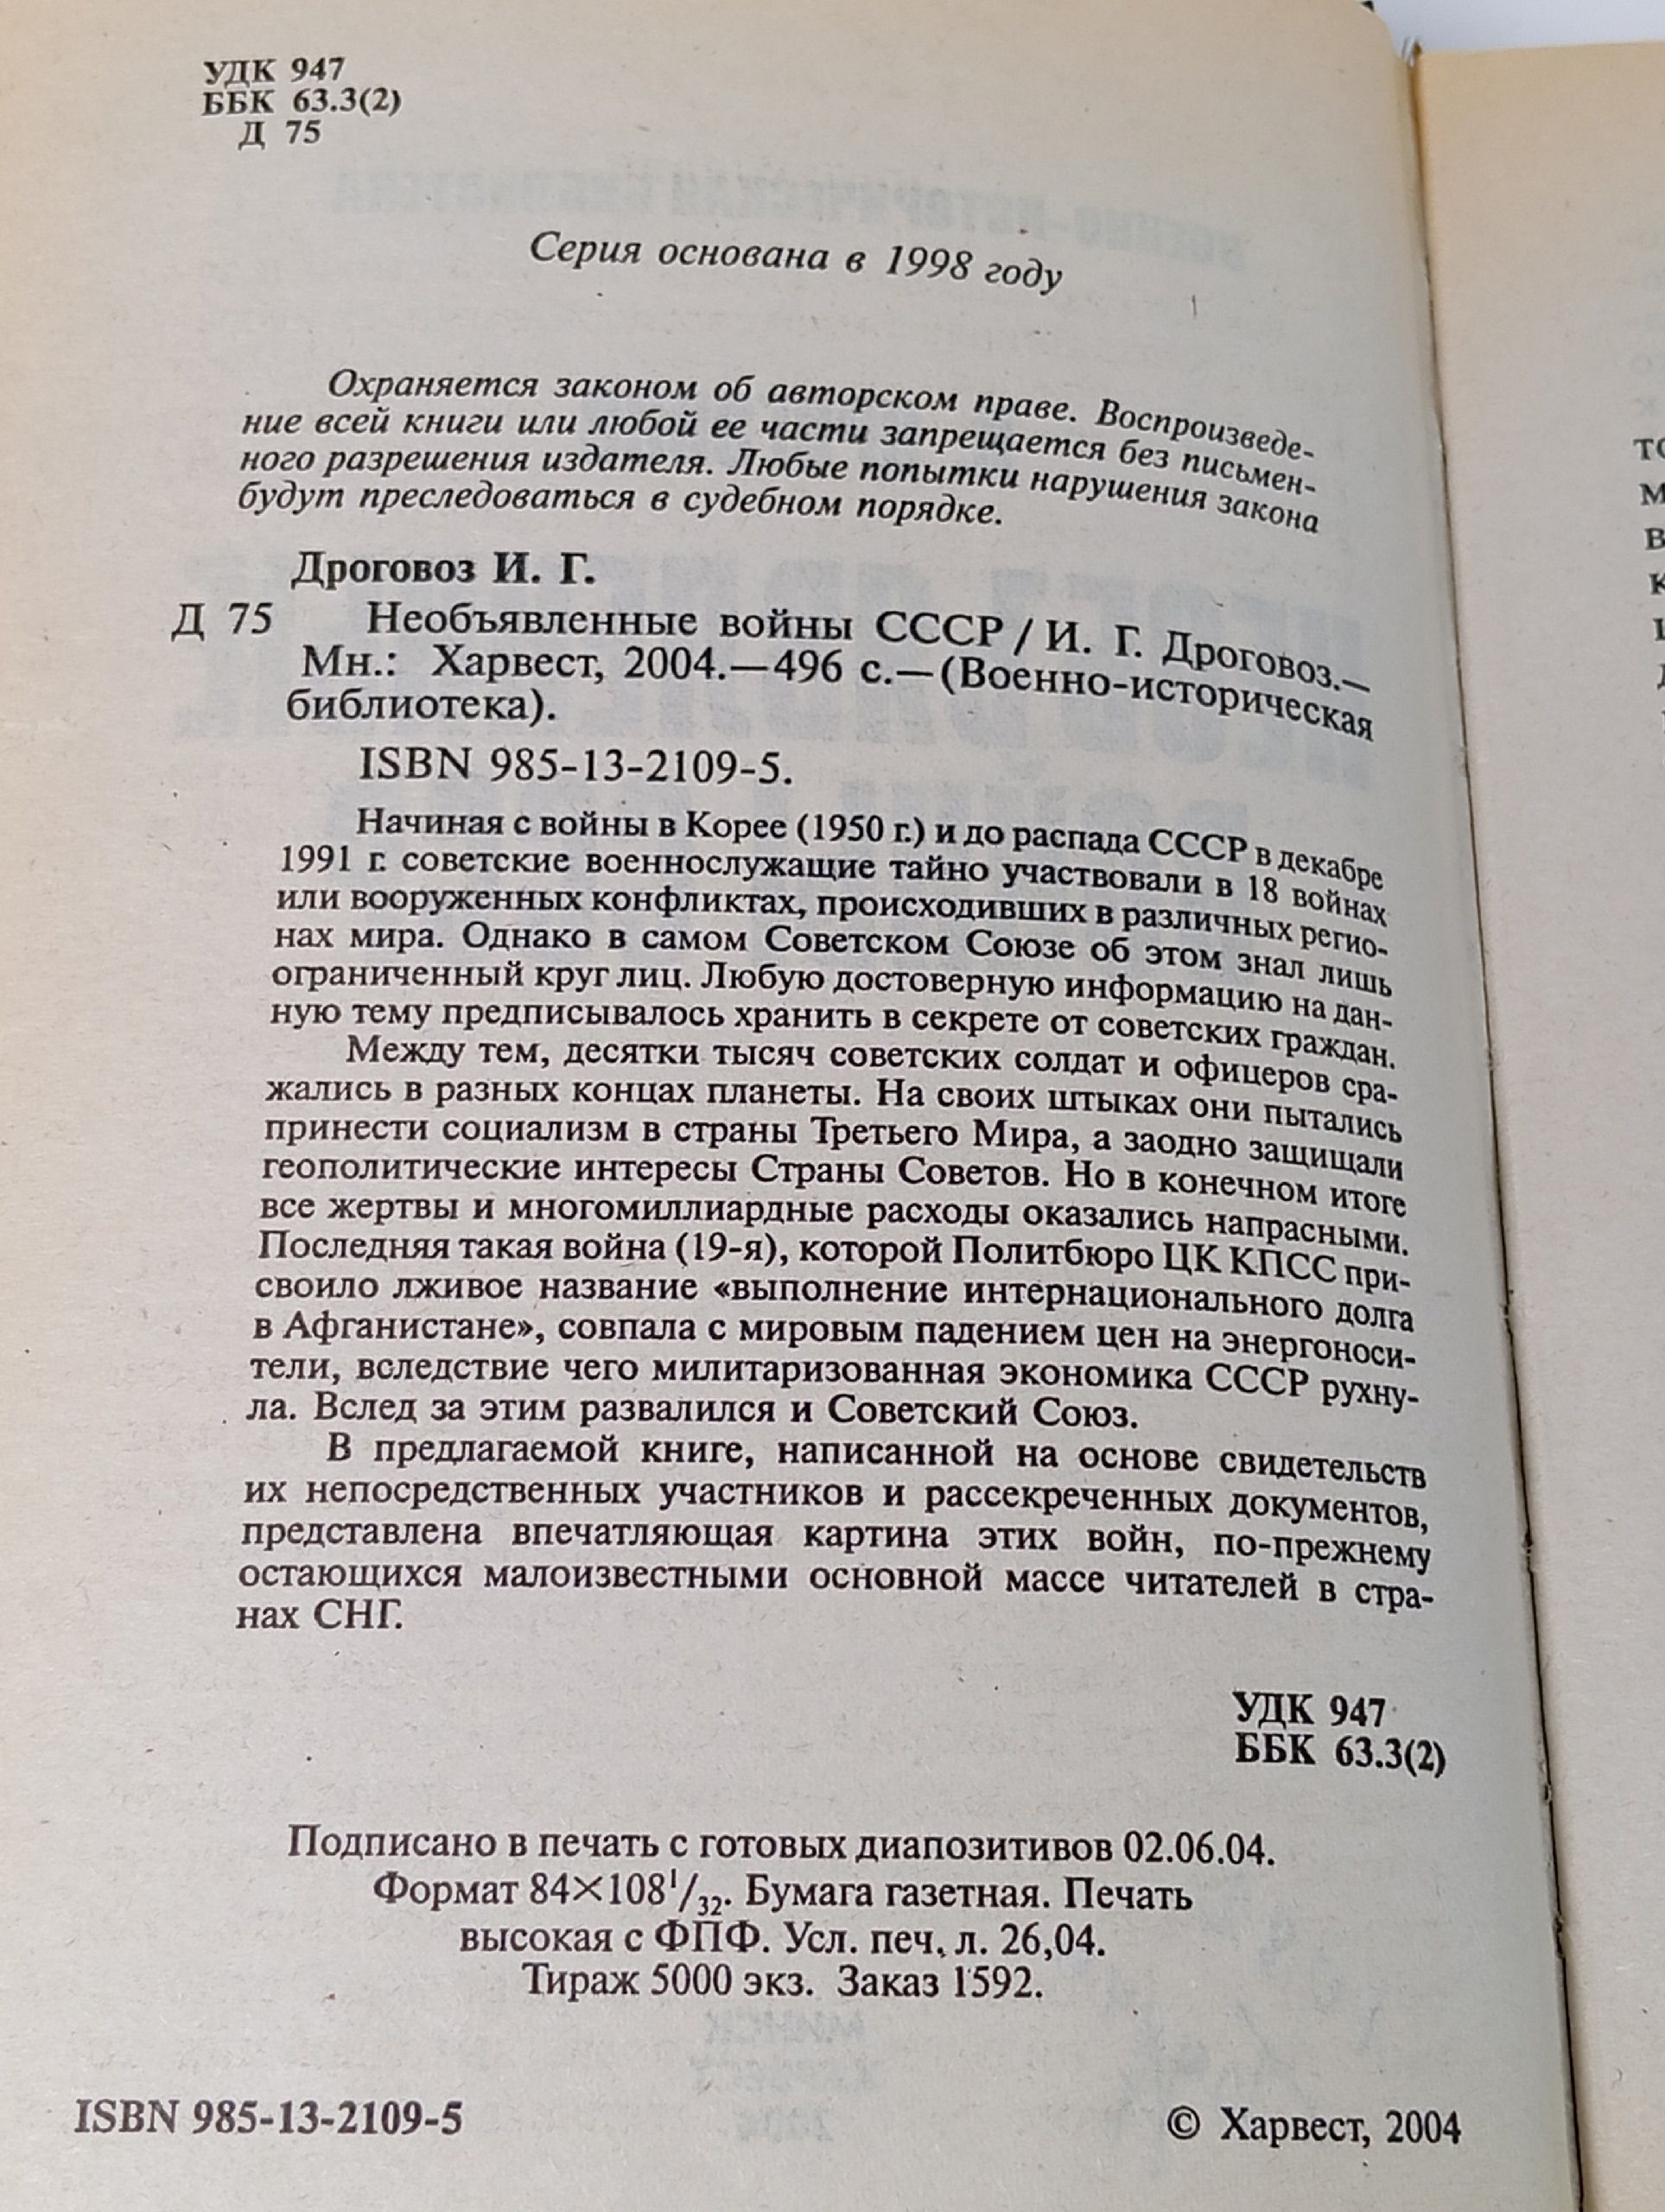 УДК 947
ББК 63.3(2)
Д 75
Серия основана в 1998 году
Охраняется законом об авторском праве. Воспроизведе-
ние всей книги или любой ее части запрещается без письмен-
ного разрешения издателя. Любые попытки нарушения закона
будут преследоваться в судебном порядке.
Дроговоз И. Г.
Д 75 Необъявленные войны СССР / И. Г. Дроговоз.—
Мн.: Харвест, 2004.—496 с.—(Военно-историческая
библиотека).
ISBN 985-13-2109-5.
Начиная с войны в Корее (1950 г.) и до распада СССР в декабре
1991 г. советские военнослужащие тайно участвовали в 18 войнах
или вооруженных конфликтах, происходивших в различных регио-
нах мира. Однако в самом Советском Союзе об этом знал лишь
ограниченный круг лиц. Любую достоверную информацию на дан-
ную тему предписывалось хранить в секрете от советских граждан.
Между тем, десятки тысяч советских солдат и офицеров сра-
жались в разных концах планеты. На своих штыках они пытались
принести социализм в страны Третьего Мира, а заодно защищали
геополитические интересы Страны Советов. Но в конечном итоге
все жертвы и многомиллиардные расходы оказались напрасными.
Последняя такая война (19-я), которой Политбюро ЦК КПСС при-
своило лживое название «выполнение интернационального долга
в Афганистане», совпала с мировым падением цен на энергоноси-
тели, вследствие чего милитаризованная экономика СССР рухну-
ла. Вслед за этим развалился и Советский Союз.
В предлагаемой книге, написанной на основе свидетельств
их непосредственных участников и рассекреченных документов,
представлена впечатляющая картина этих войн, по-прежнему
остающихся малоизвестными основной массе читателей в стра-
нах СНГ.
УДК 947
ББК 63.3(2)
Подписано в печать с готовых диапозитивов 02.06.04.
Формат 84×108¹/₃₂. Бумага газетная. Печать
высокая с ФПФ. Усл. печ. л. 26,04.
Тираж 5000 экз. Заказ 1592.
ISBN 985-13-2109-5
© Харвест, 2004